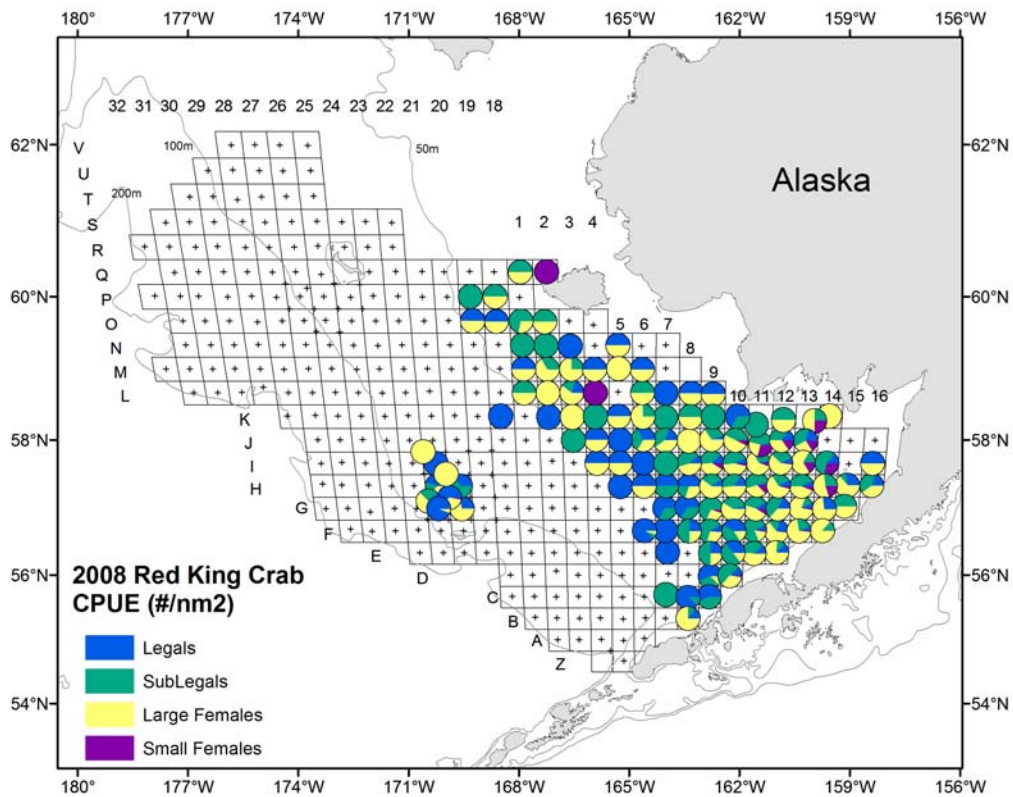 180° 177°W 174°W 171°W 168°W 165°W 162°W 159°W 156°W
32 31 30 29 28 27 26 25 24 23 22 21 20 19 18
62°N
V
100m
50m
62°N
U
Alaska
T
200m
S
1 2 3 4
R
Q
60°N
P
60°N
O
5 6 7
N
8
M
9
L
10 11 12 13 14 15 16
K
58°N
J
58°N
I
H
G
F
E
56°N
D
56°N
2008 Red King Crab
CPUE (#/nm2)
C
B
A
Z
Legals
SubLegals
Large Females
Small Females
54°N
54°N
180° 177°W 174°W 171°W 168°W 165°W 162°W 159°W 156°W